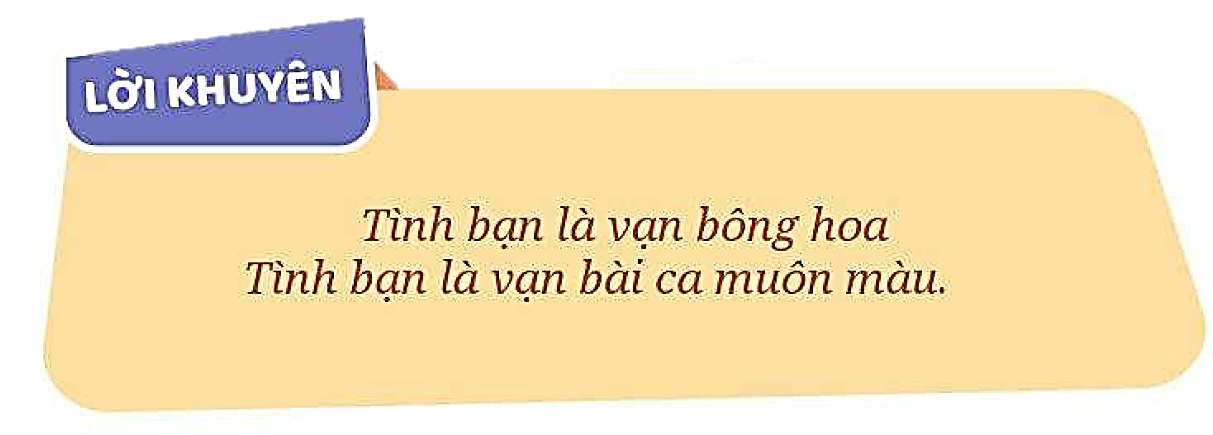 LỜI KHUYÊN
Tình bạn là vạn bông hoa
Tình bạn là vạn bài ca muôn màu.